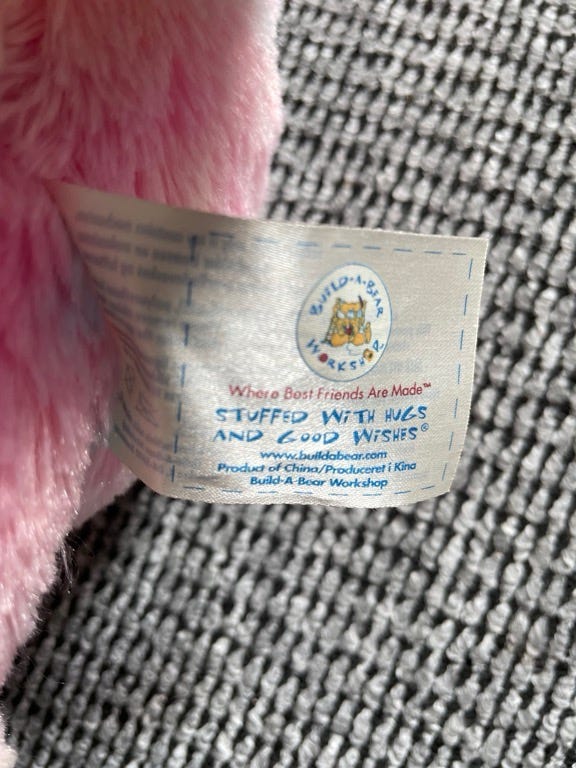 BUILD-A-BEAR
WORKSHOP
Where Best Friends Are Made™
STUFFED WITH HUGS
AND GOOD WISHES®
www.buildabear.com
Product of China/Produceret i Kina
Build-A-Bear Workshop